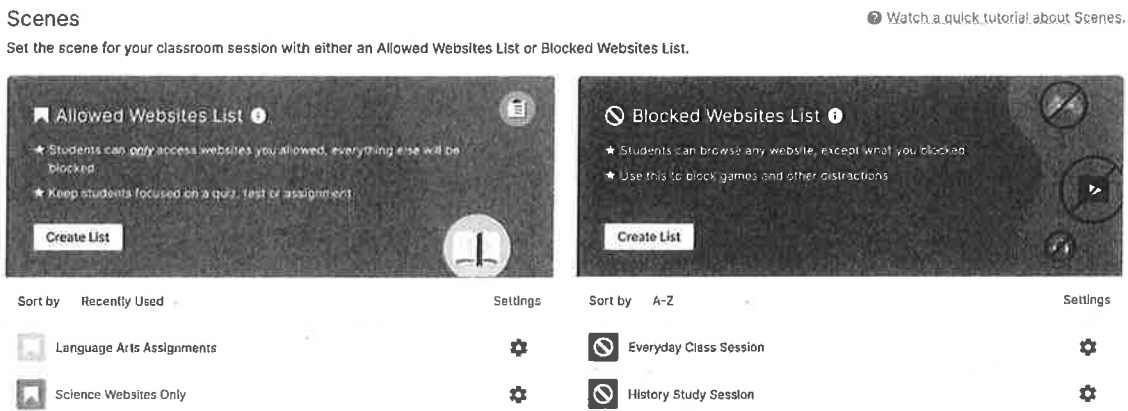 Scenes
Watch a quick tutorial about Scenes.
Set the scene for your classroom session with either an Allowed Websites List or Blocked Websites List.
Allowed Websites List
Students can only access websites you allowed, everything else will be
blocked
Keep students focused on a quiz, test or assignment
Create List
Blocked Websites List
Students can browse any website, except what you blocked
Use this to block games and other distractions
Create List
Sort by Recently Used Settings
Language Arts Assignments
Science Websites Only
Sort by A-Z Settings
Everyday Class Session
History Study Session